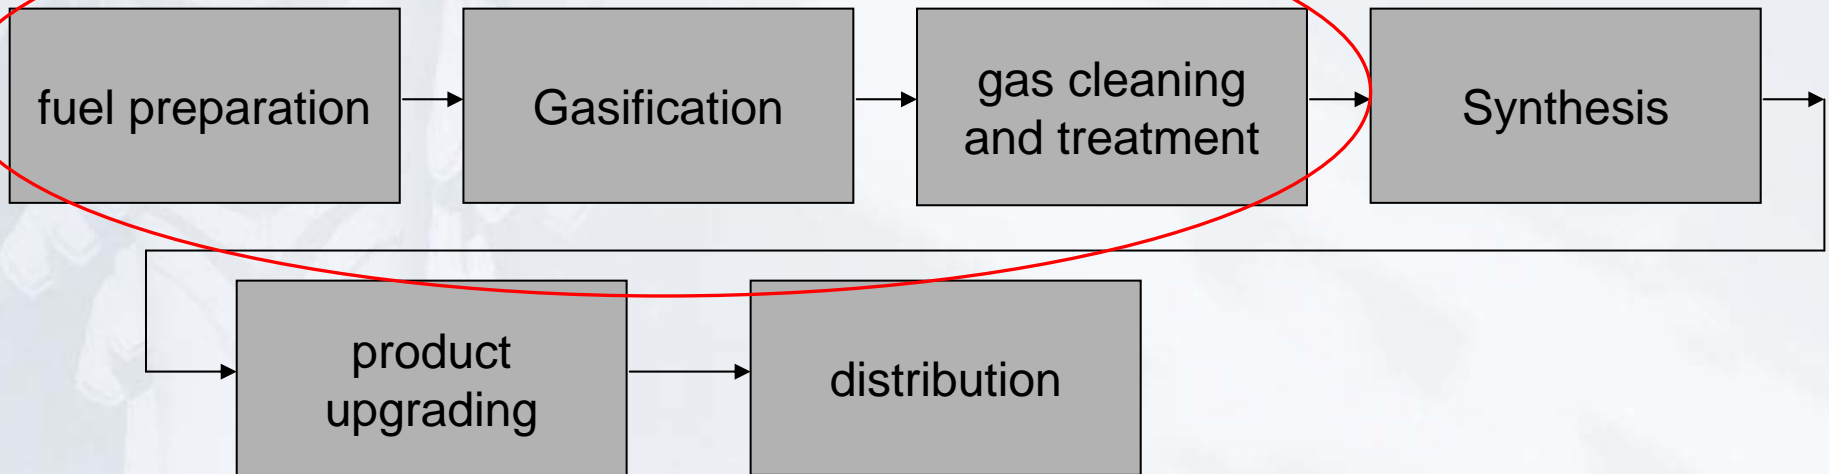 fuel preparation
Gasification
gas cleaning
and treatment
Synthesis
product
upgrading
distribution